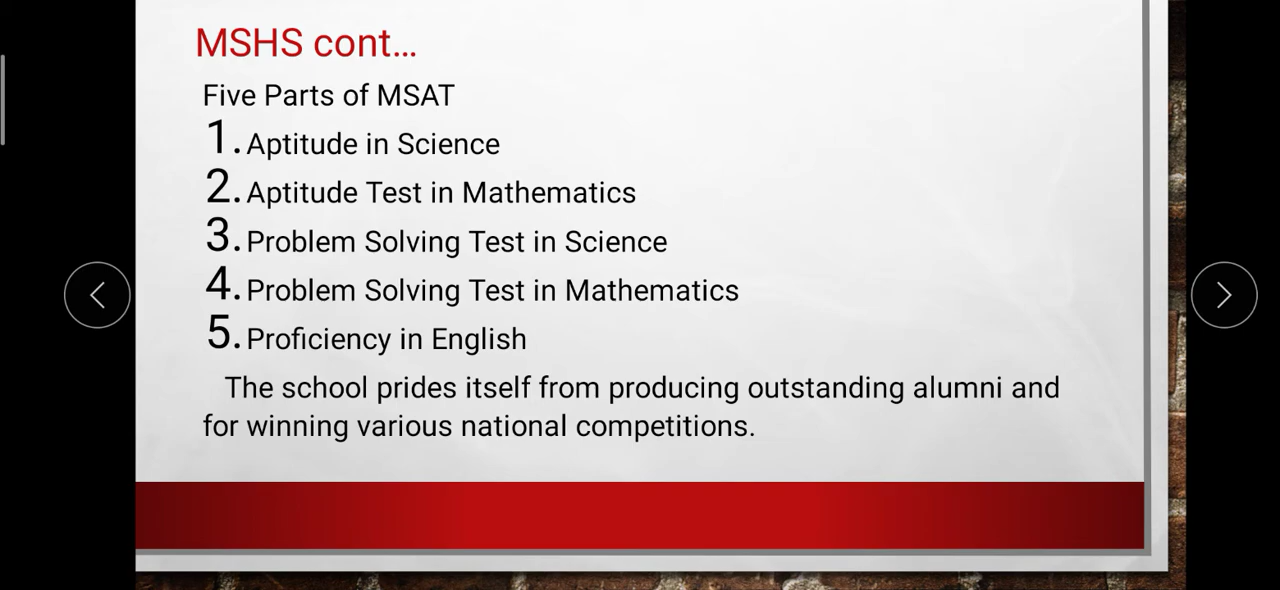 MSHS cont...
Five Parts of MSAT
1. Aptitude in Science
2. Aptitude Test in Mathematics
3. Problem Solving Test in Science
4. Problem Solving Test in Mathematics
5. Proficiency in English
The school prides itself from producing outstanding alumni and
for winning various national competitions.